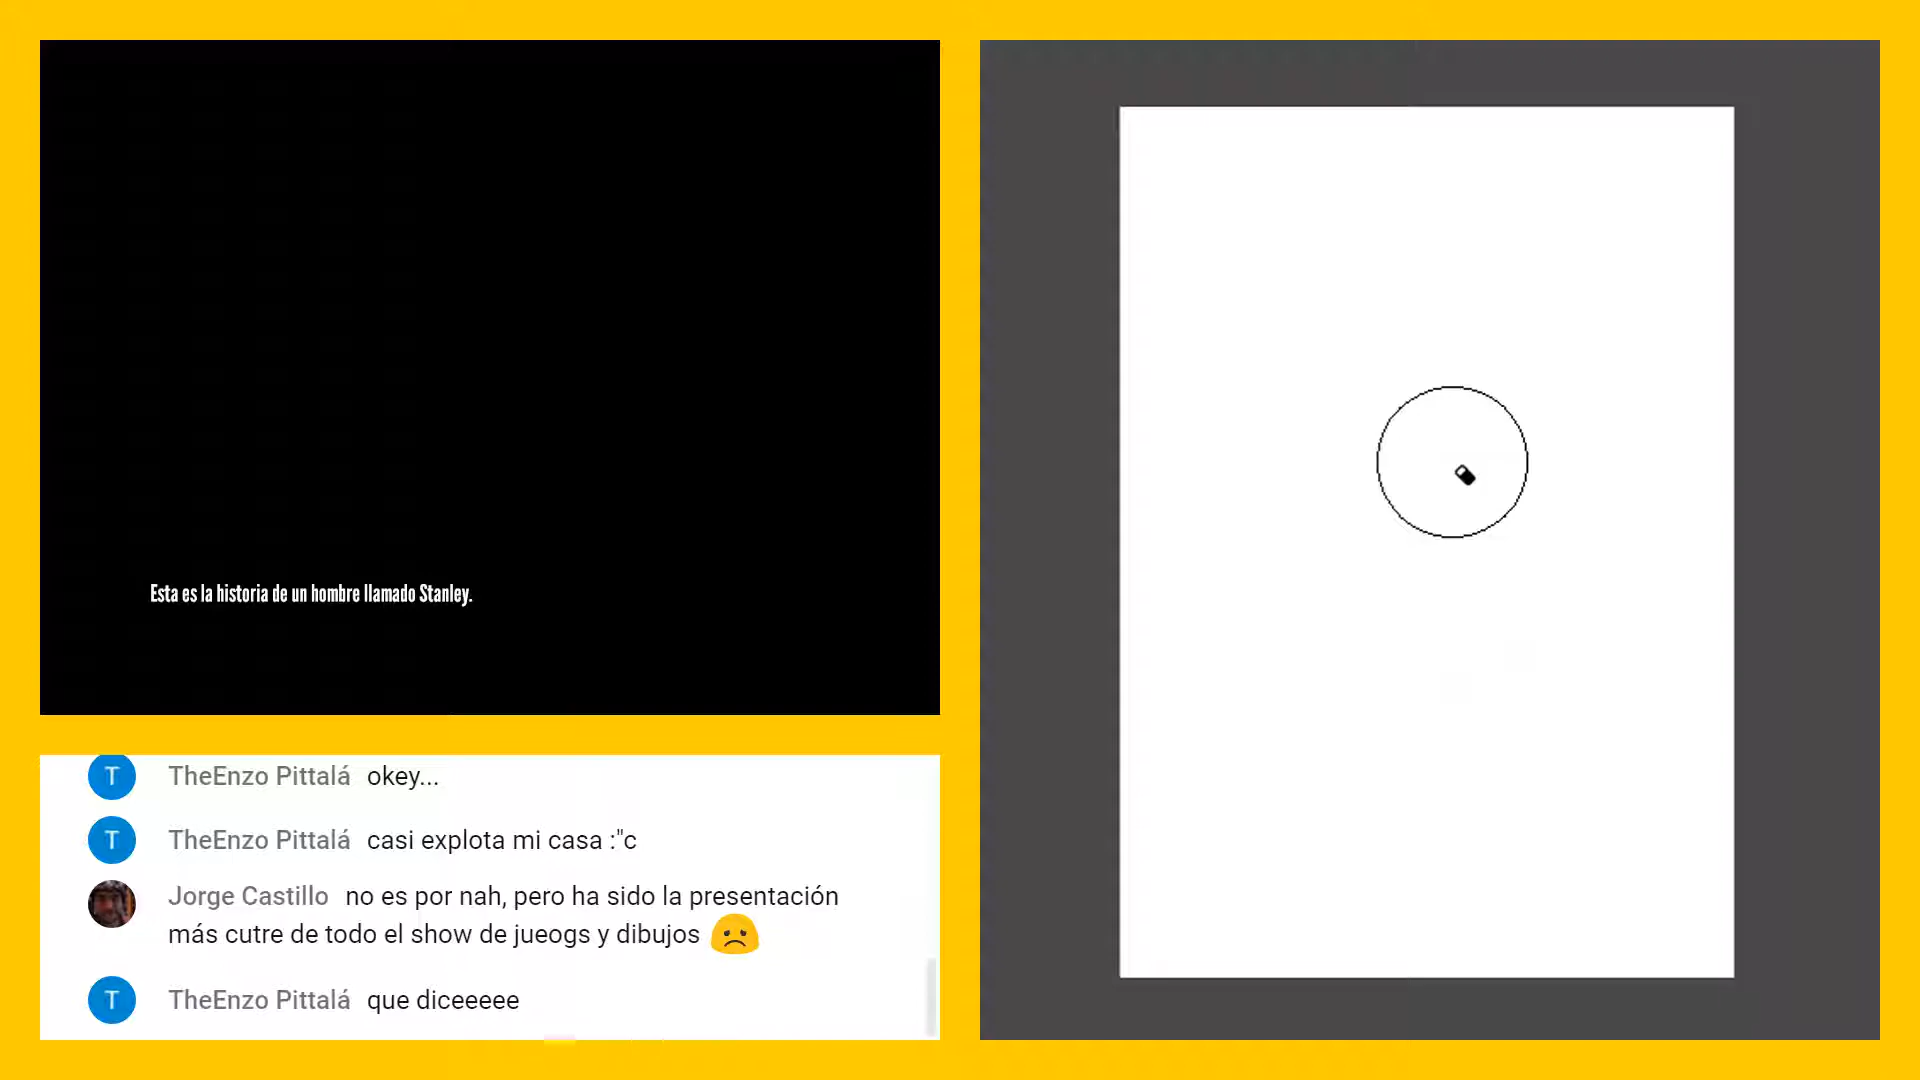 Esta es la historia de un hombre llamado Stanley.
T TheEnzo Pittalá okey...
T TheEnzo Pittalá casi explota mi casa :"c
Jorge Castillo no es por nah, pero ha sido la presentación
más cutre de todo el show de jueogs y dibujos
T TheEnzo Pittalá que diceeeee